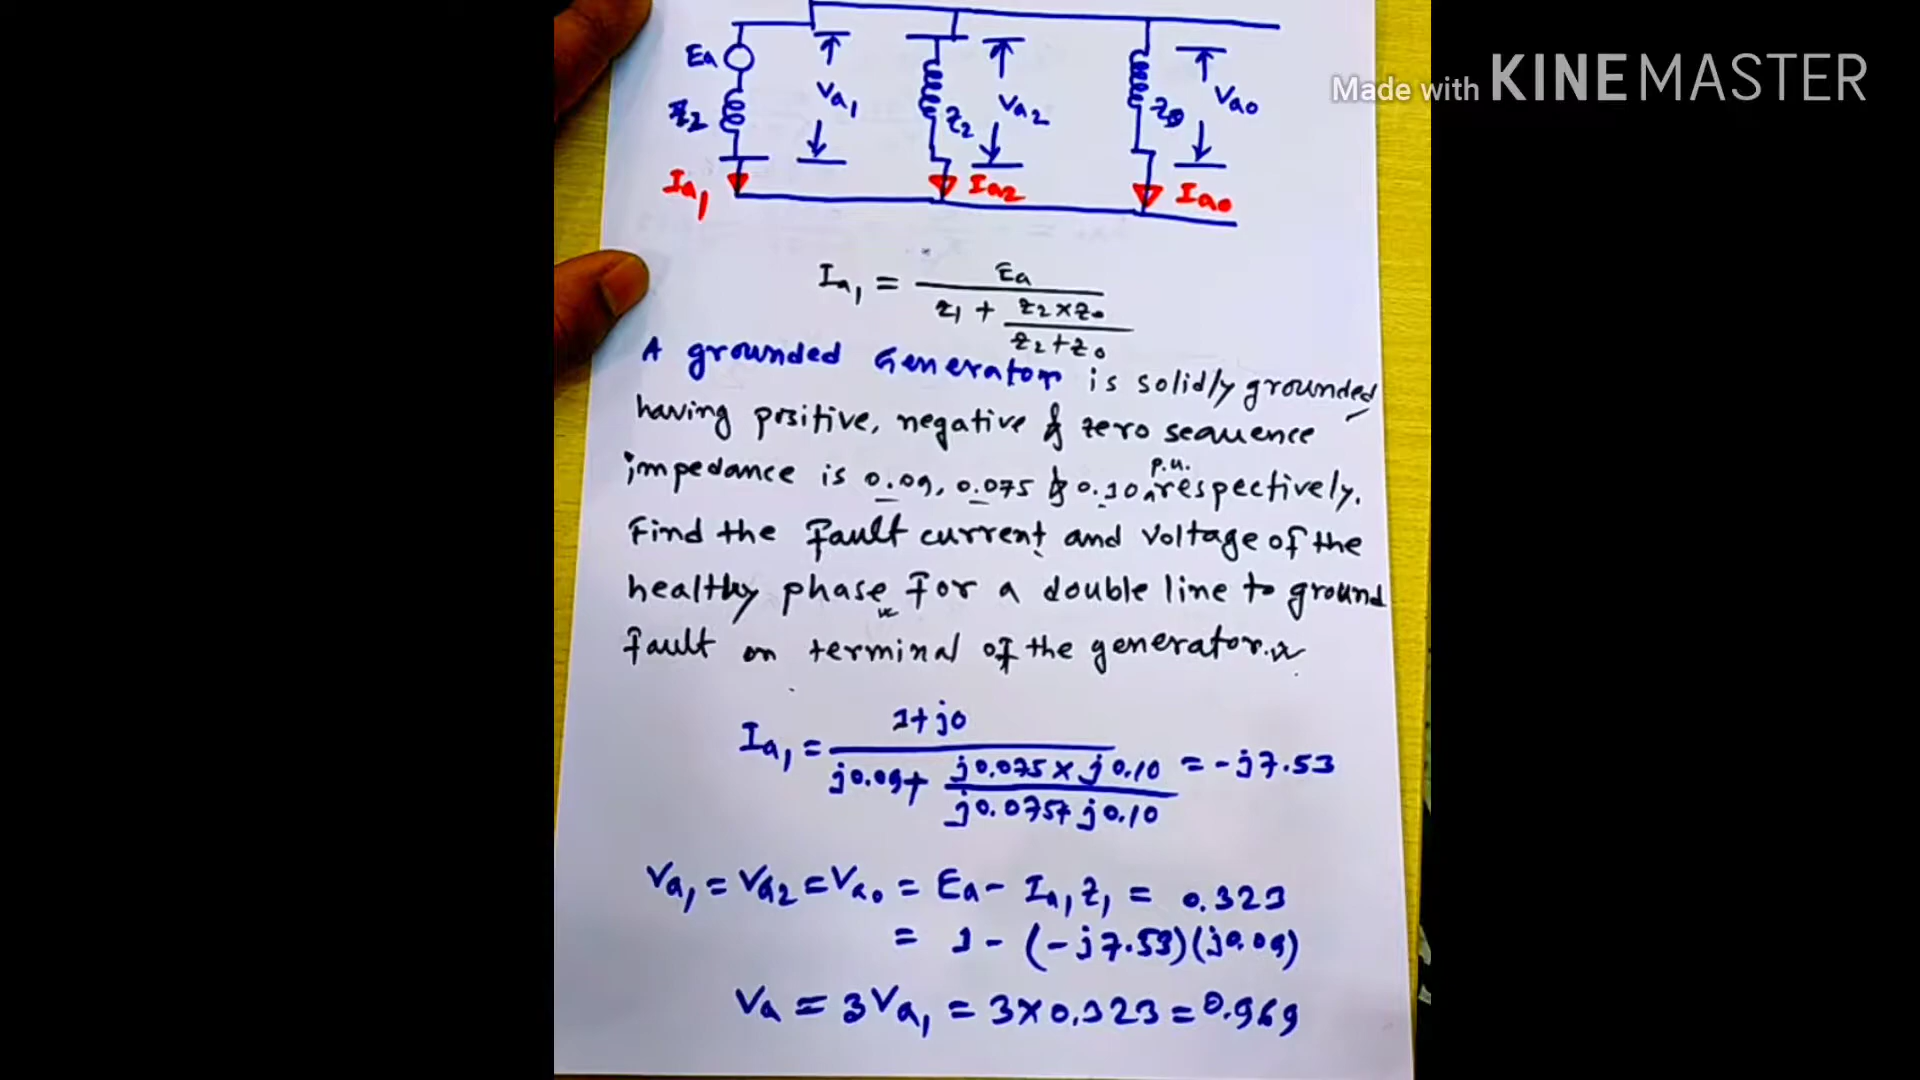 Made with KINEMASTER
Ea Va1 Va2 Va0
Z2 Z2 Z0
Ia1 Ia2 Ia0
Ia1 = Ea / (Z1 + (Z2 x Z0) / (Z2 + Z0))
A grounded Generator is solidly grounded
having positive, negative & zero sequence
impedance is 0.09, 0.075 & 0.10 p.u. respectively.
Find the fault current and voltage of the
healthy phase for a double line to ground
fault on terminal of the generator.
Ia1 = (1+j0) / (j0.09 + (j0.075 x j0.10) / (j0.075 + j0.10)) = -j7.53
Va1 = Va2 = Va0 = Ea - Ia1 Z1 = 0.323
= 1 - (-j7.53)(j0.09)
Va = 3Va1 = 3 x 0.323 = 0.969